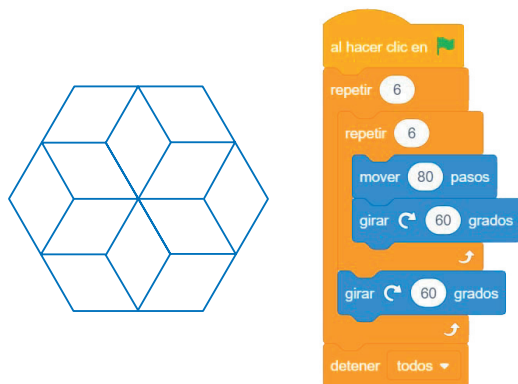 al hacer clic en
repetir 6
repetir 6
mover 80 pasos
girar 60 grados
girar 60 grados
detener todos